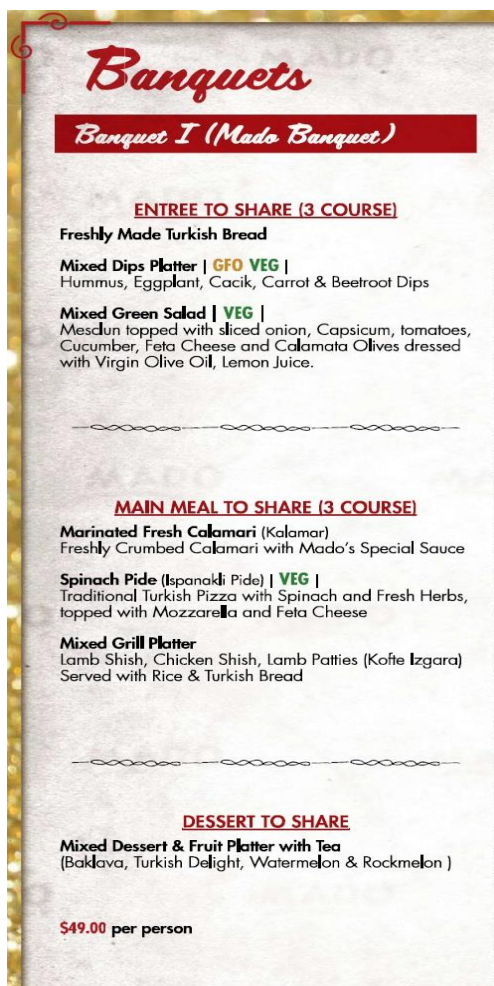 Banquets
Banquet I (Mado Banquet)
ENTREE TO SHARE (3 COURSE)
Freshly Made Turkish Bread
Mixed Dips Platter | GFO VEG |
Hummus, Eggplant, Cacik, Carrot & Beetroot Dips
Mixed Green Salad | VEG |
Mesclun topped with sliced onion, Capsicum, tomatoes,
Cucumber, Feta Cheese and Calamata Olives dressed
with Virgin Olive Oil, Lemon Juice.
MAIN MEAL TO SHARE (3 COURSE)
Marinated Fresh Calamari (Kalamar)
Freshly Crumbed Calamari with Mado's Special Sauce
Spinach Pide (Ispanakli Pide) | VEG |
Traditional Turkish Pizza with Spinach and Fresh Herbs,
topped with Mozzarella and Feta Cheese
Mixed Grill Platter
Lamb Shish, Chicken Shish, Lamb Patties (Kofte Izgara)
Served with Rice & Turkish Bread
DESSERT TO SHARE
Mixed Dessert & Fruit Platter with Tea
(Baklava, Turkish Delight, Watermelon & Rockmelon )
$49.00 per person